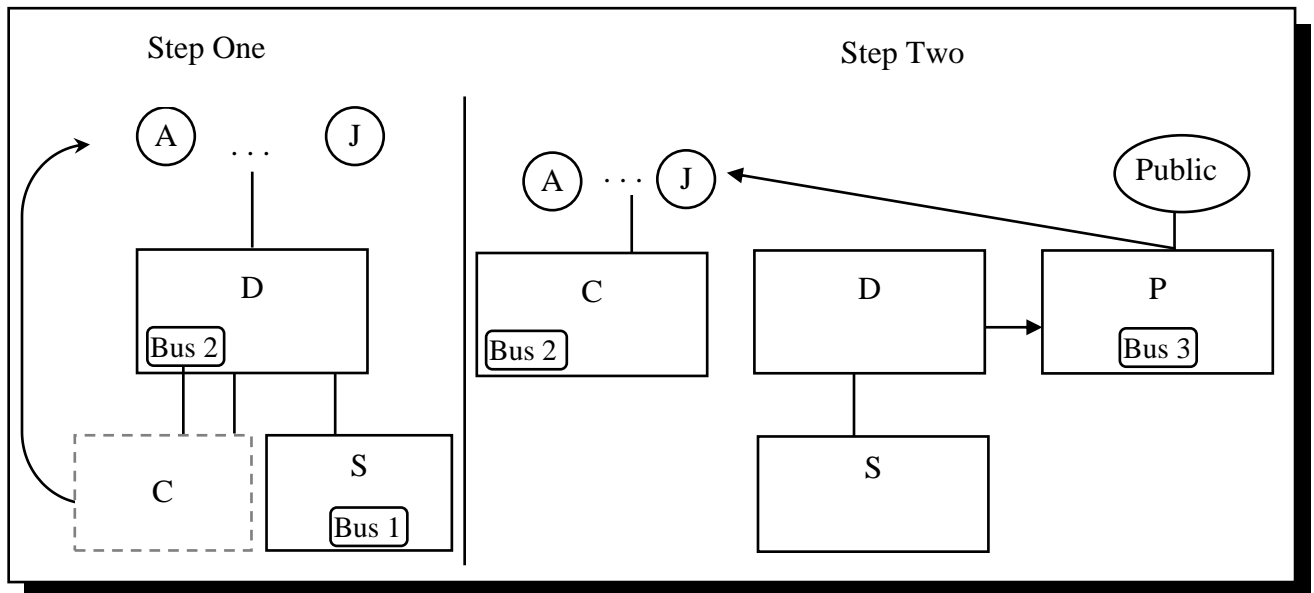 Step One
A
. . .
J
D
Bus 2
C
S
Bus 1
Step Two
A
. . .
J
Public
C
Bus 2
D
P
Bus 3
S